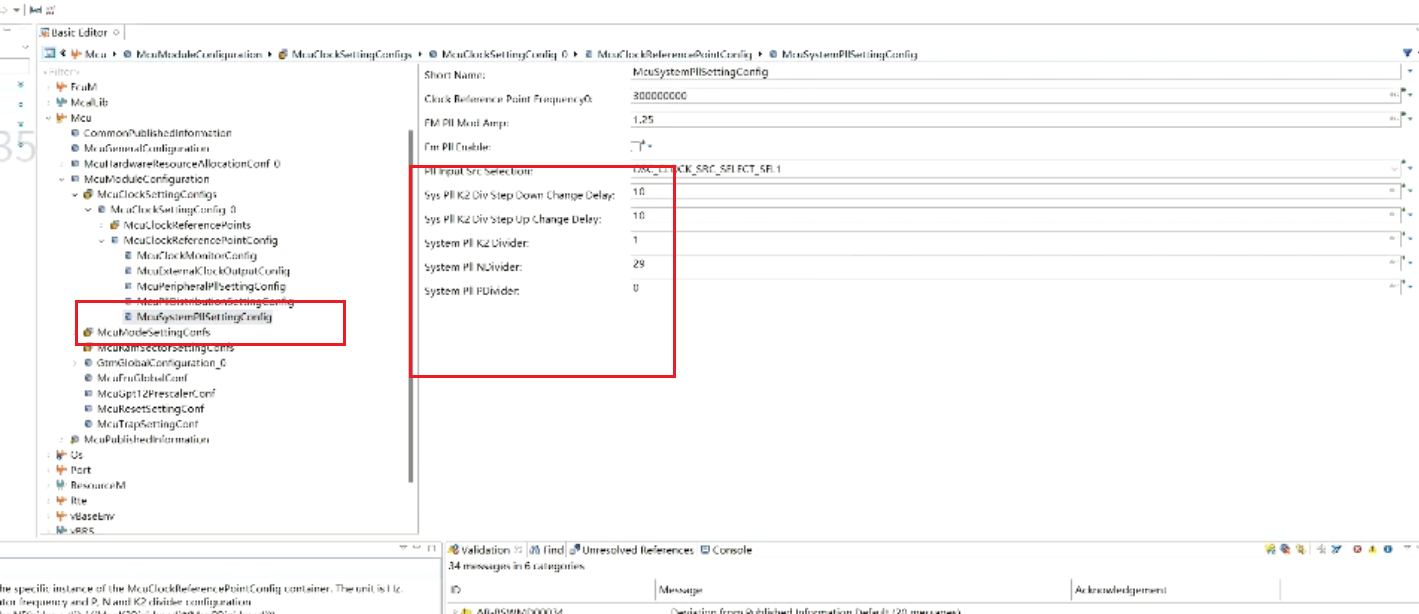 Basic Editor
Mcu McuModuleConfiguration McuClockSettingConfigs McuClockSettingConfig_0 McuClockReferencePointConfig McuSystemPllSettingConfig
<Filter>
EcuM
McalLib
Mcu
35
CommonPublishedInformation
McuGeneralConfiguration
McuHardwareResourceAllocationConf_0
McuModuleConfiguration
McuClockSettingConfigs
McuClockSettingConfig_0
McuClockReferencePoints
McuClockReferencePointConfig
McuClockMonitorConfig
McuExternalClockOutputConfig
McuPeripheralPllSettingConfig
McuPllDistributionSettingConfig
McuSystemPllSettingConfig
McuModeSettingConfs
McuRamSectorSettingConfs
GtmGlobalConfiguration_0
McuEruGlobalConf
McuGpt12PrescalerConf
McuResetSettingConf
McuTrapSettingConf
McuPublishedInformation
Os
Port
ResourceM
Rte
vBaseEnv
vBRS
Short Name: McuSystemPllSettingConfig
Clock Reference Point Frequency0: 300000000
FM Pll Mod Amp: 1.25
Fm Pll Enable:
Pll Input Src Selection: OSC_CLOCK_SRC_SELECT_SEL1
Sys Pll K2 Div Step Down Change Delay: 10
Sys Pll K2 Div Step Up Change Delay: 10
System Pll K2 Divider: 1
System Pll NDivider: 29
System Pll PDivider: 0
he specific instance of the McuClockReferencePointConfig container. The unit is Hz.
tor frequency and P, N and K2 divider configuration
Validation Find Unresolved References Console
34 messages in 6 categories
ID Message Acknowledgement
AR-BSWMD00034 Deviation from Published Information Default (20 messages)